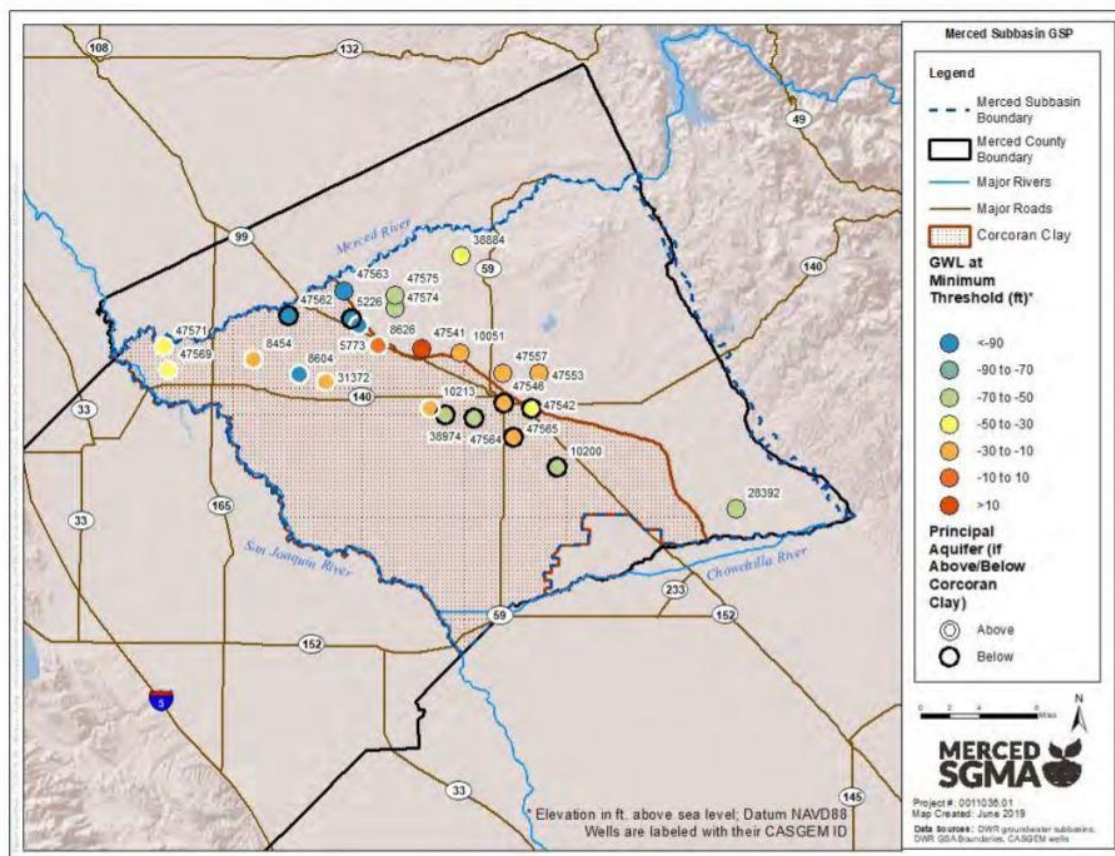 Merced Subbasin GSP
Legend
Merced Subbasin
Boundary
Merced County
Boundary
Major Rivers
Major Roads
Corcoran Clay
GWL at
Minimum
Threshold (ft)*
<-90
-90 to -70
-70 to -50
-50 to -30
-30 to -10
-10 to 10
>10
Principal
Aquifer (if
Above/Below
Corcoran
Clay)
Above
Below
0 2 4 8
Miles
N
MERCED
SGMA
Project #: 0011036.01
Map Created: June 2019
Data Sources: DWR groundwater subbasins,
DWR GSA Boundaries, CASGEM wells
108
132
49
99
Merced River
38884
59
140
47563
47575
47562
5226
47574
47571
8626
47541
10051
47569
8454
5773
47557
8604
47553
31372
47546
33
140
10213
47542
38974
47564
47565
10200
165
28392
33
San Joaquin River
Chowchilla River
233
59
152
152
5
33
145
* Elevation in ft. above sea level; Datum NAVD88
Wells are labeled with their CASGEM ID